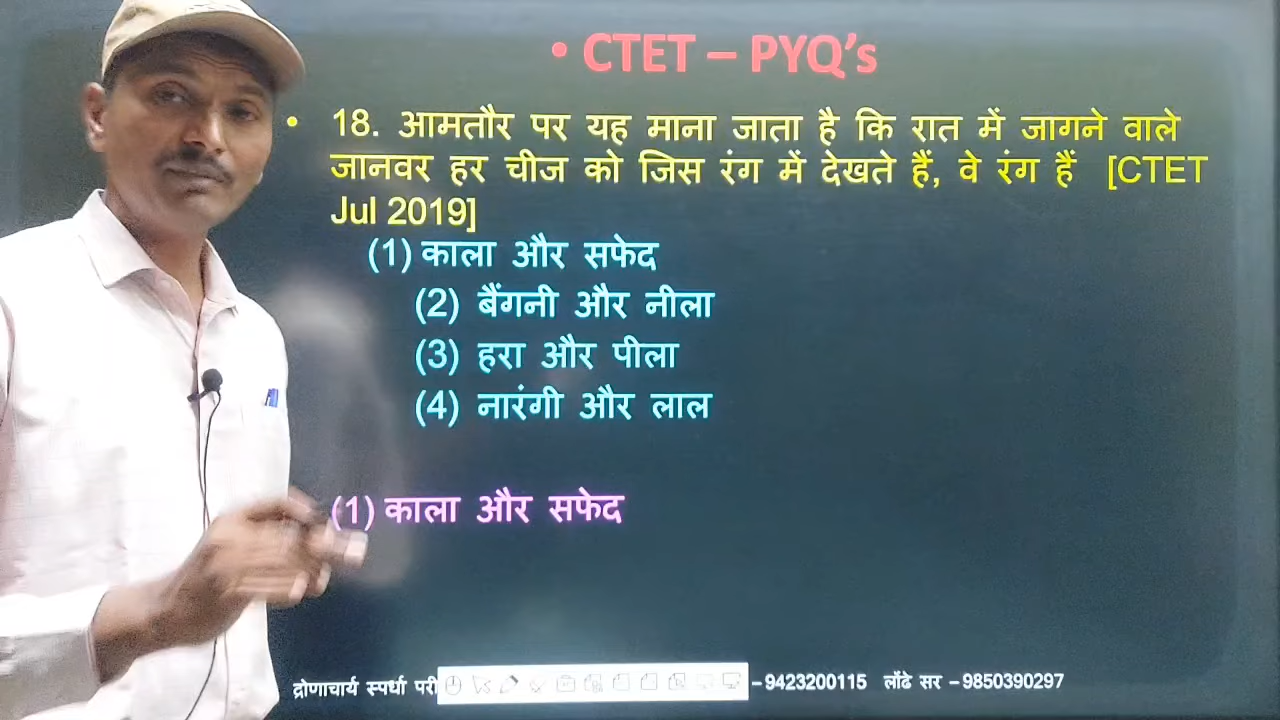 • CTET – PYQ’s
• 18. आमतौर पर यह माना जाता है कि रात में जागने वाले
जानवर हर चीज को जिस रंग में देखते हैं, वे रंग हैं [CTET
Jul 2019]
(1) काला और सफेद
(2) बैंगनी और नीला
(3) हरा और पीला
(4) नारंगी और लाल
(1) काला और सफेद
द्रोणाचार्य स्पर्धा परी –9423200115 लोंढे सर –9850390297